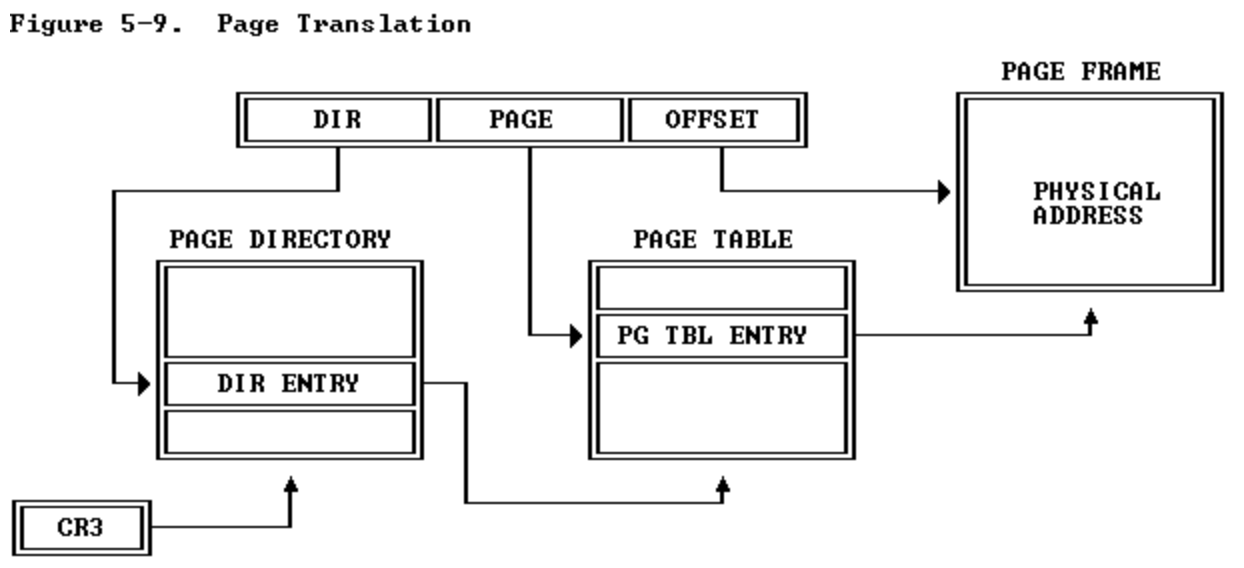 Figure 5-9. Page Translation
PAGE FRAME
DIR PAGE OFFSET
PHYSICAL
ADDRESS
PAGE DIRECTORY PAGE TABLE
PG TBL ENTRY
DIR ENTRY
CR3